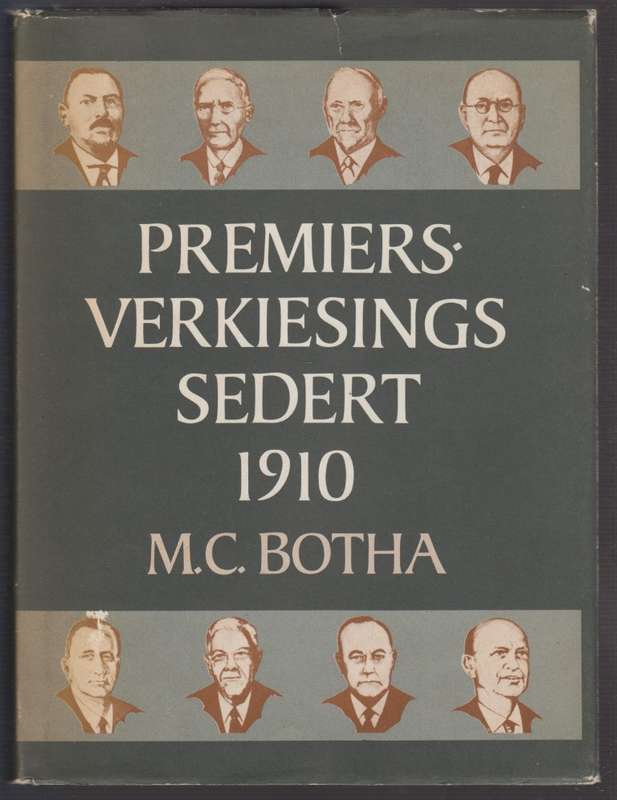 PREMIERS-
VERKIESINGS
SEDERT
1910
M.C. BOTHA